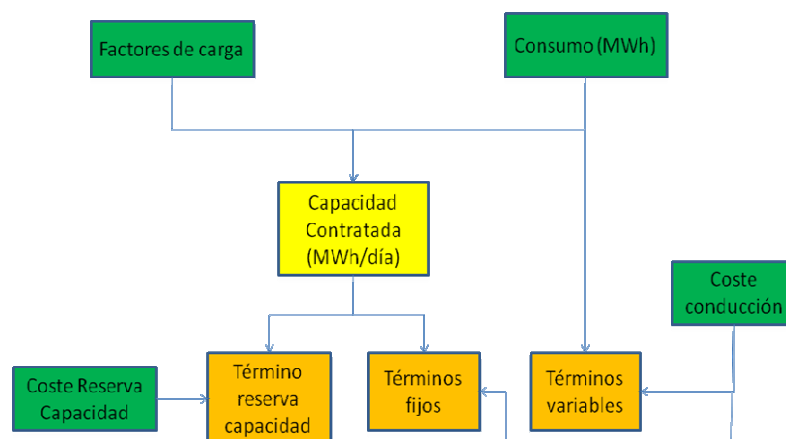 Factores de carga
Consumo (MWh)
Capacidad
Contratada
(MWh/día)
Coste
conducción
Coste Reserva
Capacidad
Término
reserva
capacidad
Términos
fijos
Términos
variables